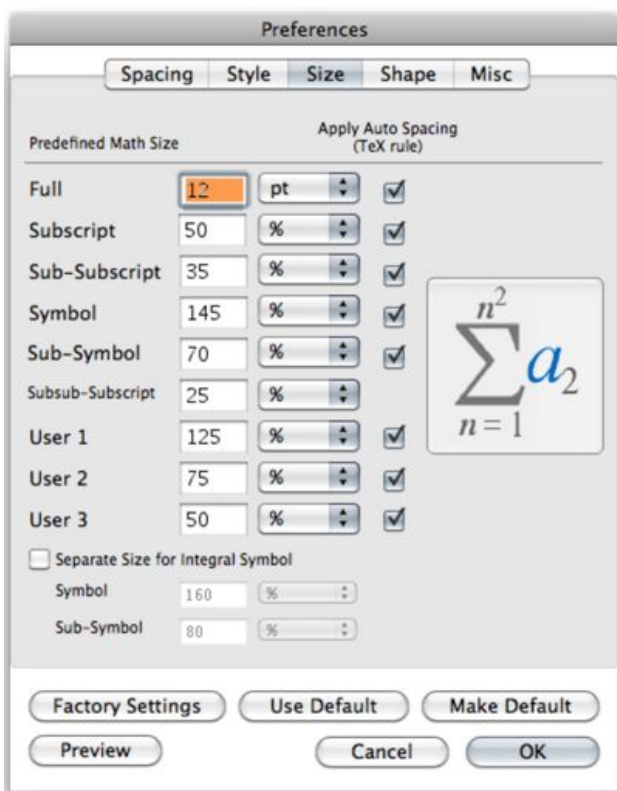 Preferences
Spacing Style Size Shape Misc
Predefined Math Size
Apply Auto Spacing
(TeX rule)
Full 12 pt
Subscript 50 %
Sub-Subscript 35 %
Symbol 145 %
Sub-Symbol 70 %
Subsub-Subscript 25 %
User 1 125 %
User 2 75 %
User 3 50 %
n²
∑ a₂
n = 1
Separate Size for Integral Symbol
Symbol 160 %
Sub-Symbol 80 %
Factory Settings Use Default Make Default
Preview Cancel OK